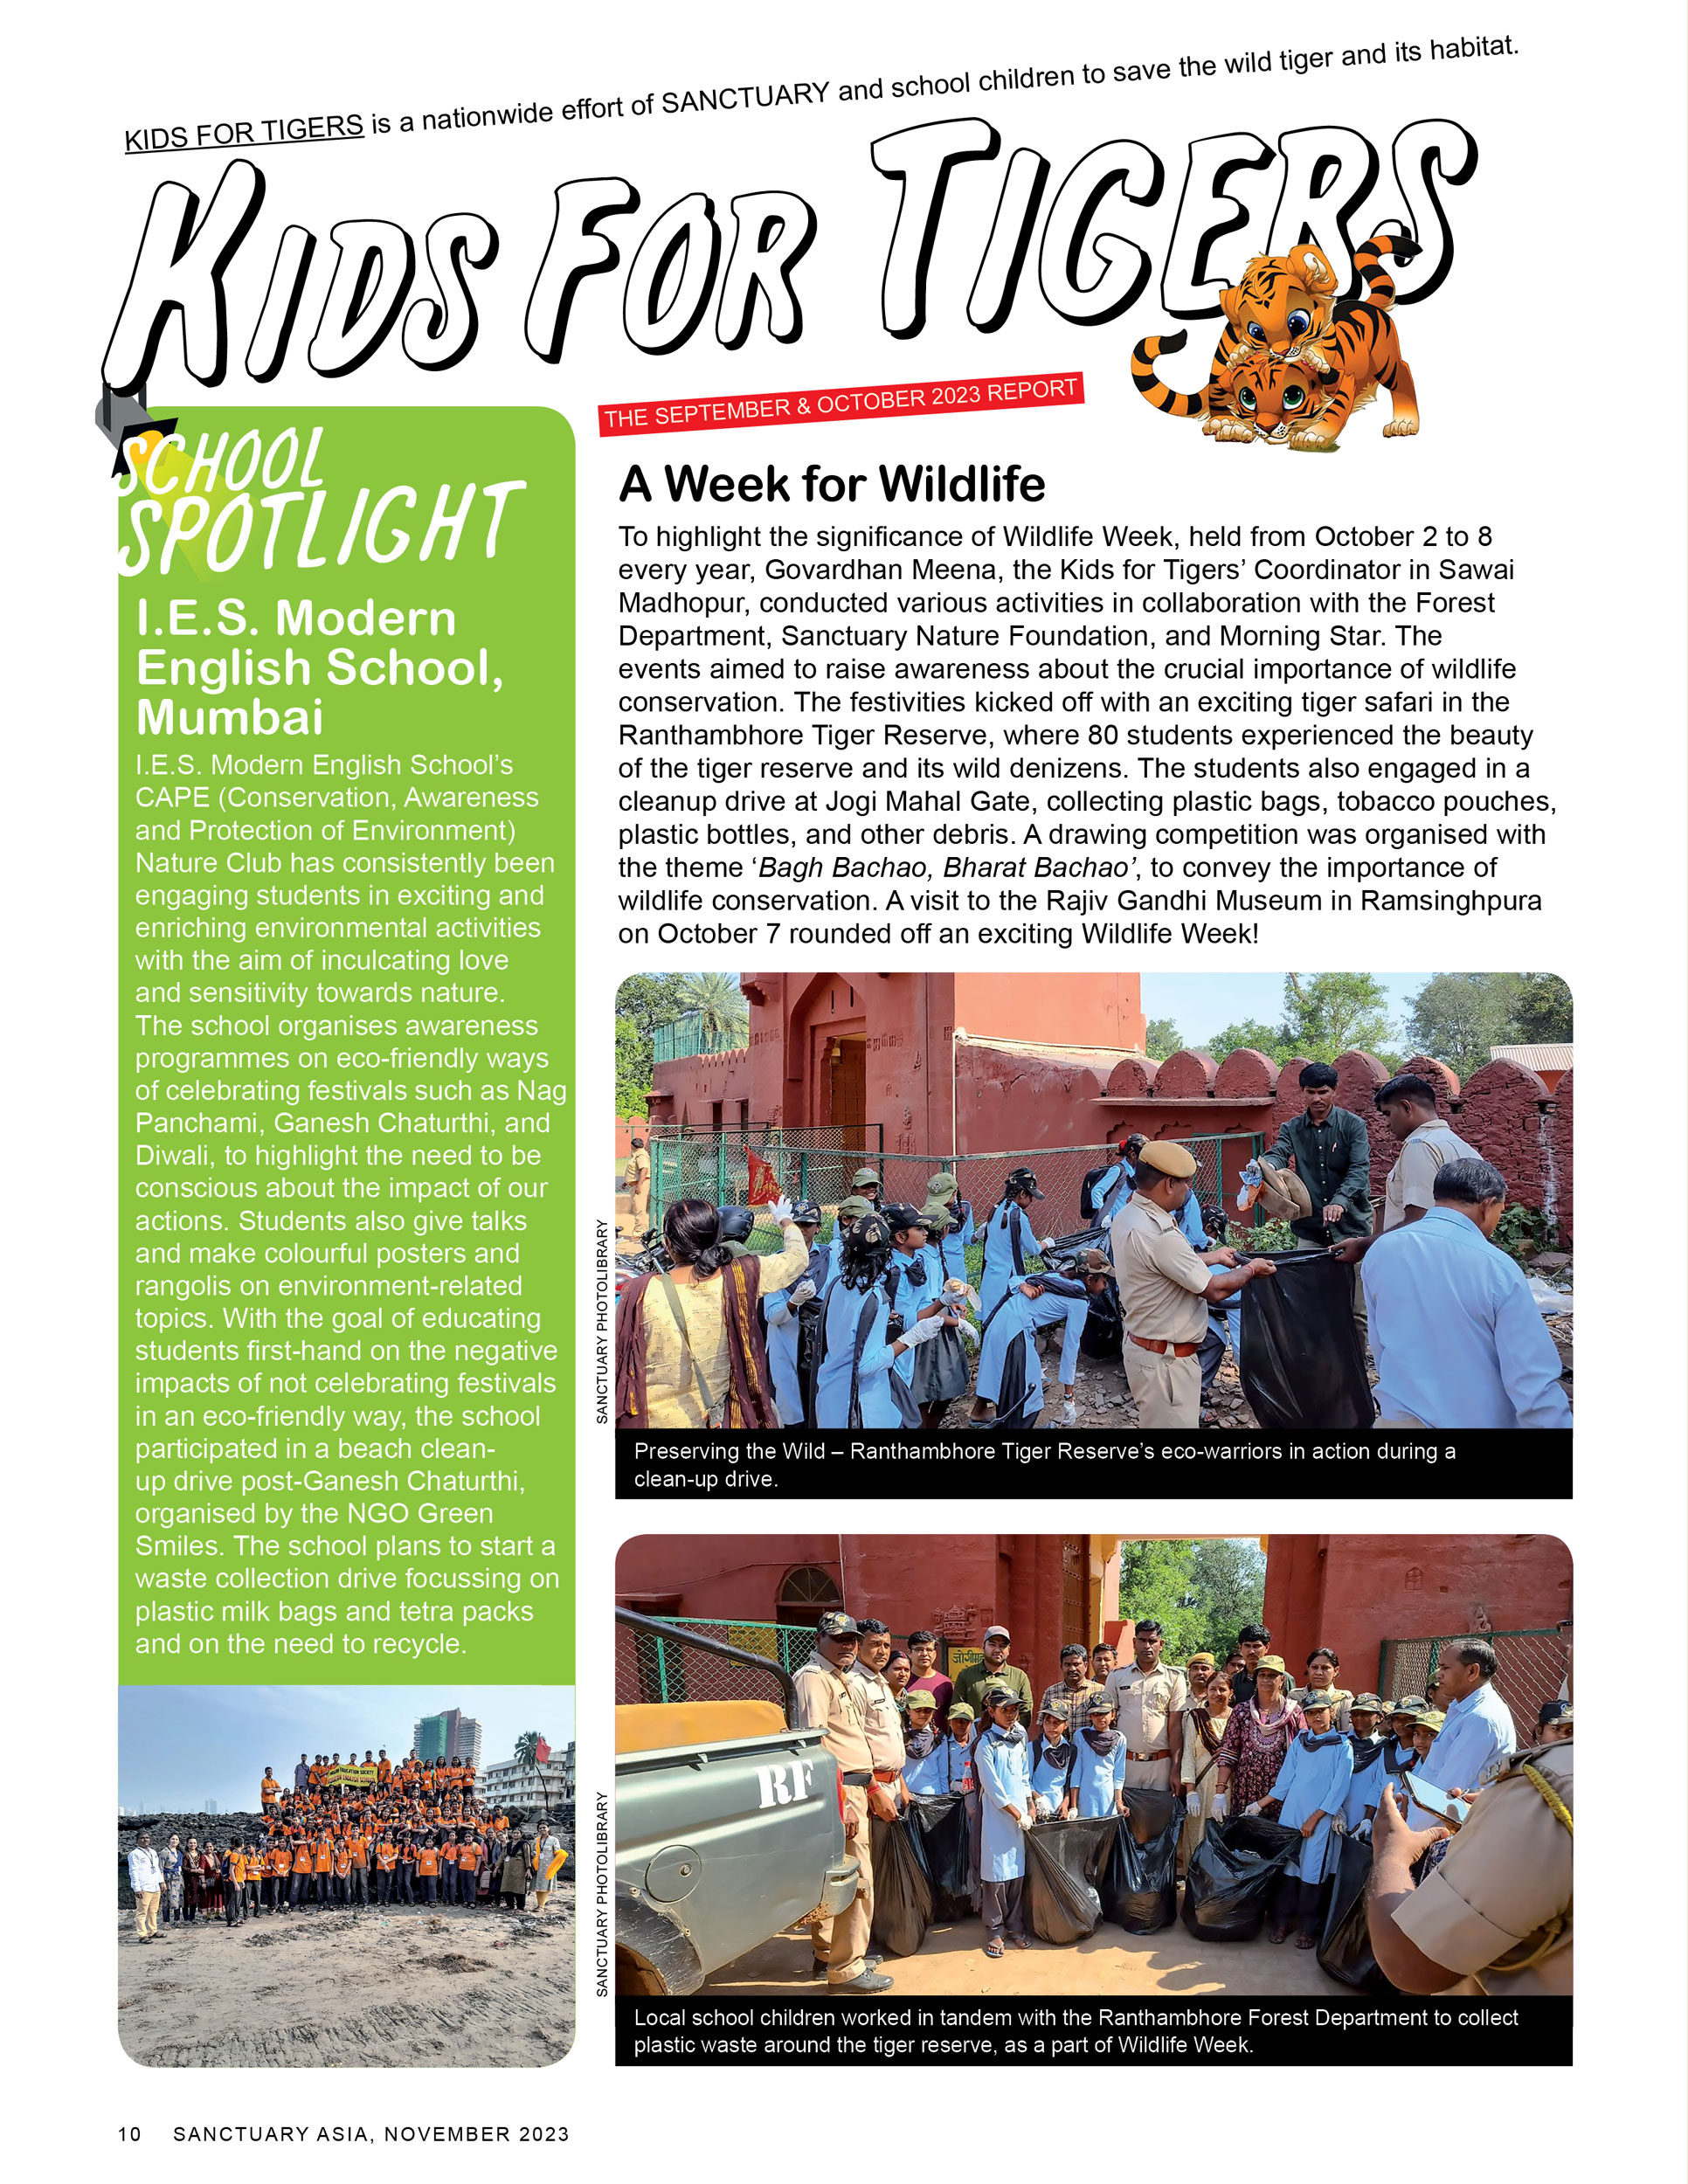 KIDS FOR TIGERS is a nationwide effort of SANCTUARY and school children to save the wild tiger and its habitat.
KIDS FOR TIGERS
THE SEPTEMBER & OCTOBER 2023 REPORT
SCHOOL
SPOTLIGHT
I.E.S. Modern
English School,
Mumbai
I.E.S. Modern English School’s
CAPE (Conservation, Awareness
and Protection of Environment)
Nature Club has consistently been
engaging students in exciting and
enriching environmental activities
with the aim of inculcating love
and sensitivity towards nature.
The school organises awareness
programmes on eco-friendly ways
of celebrating festivals such as Nag
Panchami, Ganesh Chaturthi, and
Diwali, to highlight the need to be
conscious about the impact of our
actions. Students also give talks
and make colourful posters and
rangolis on environment-related
topics. With the goal of educating
students first-hand on the negative
impacts of not celebrating festivals
in an eco-friendly way, the school
participated in a beach clean-
up drive post-Ganesh Chaturthi,
organised by the NGO Green
Smiles. The school plans to start a
waste collection drive focussing on
plastic milk bags and tetra packs
and on the need to recycle.
A Week for Wildlife
To highlight the significance of Wildlife Week, held from October 2 to 8
every year, Govardhan Meena, the Kids for Tigers’ Coordinator in Sawai
Madhopur, conducted various activities in collaboration with the Forest
Department, Sanctuary Nature Foundation, and Morning Star. The
events aimed to raise awareness about the crucial importance of wildlife
conservation. The festivities kicked off with an exciting tiger safari in the
Ranthambhore Tiger Reserve, where 80 students experienced the beauty
of the tiger reserve and its wild denizens. The students also engaged in a
cleanup drive at Jogi Mahal Gate, collecting plastic bags, tobacco pouches,
plastic bottles, and other debris. A drawing competition was organised with
the theme ‘Bagh Bachao, Bharat Bachao’, to convey the importance of
wildlife conservation. A visit to the Rajiv Gandhi Museum in Ramsinghpura
on October 7 rounded off an exciting Wildlife Week!
SANCTUARY PHOTOLIBRARY
Preserving the Wild – Ranthambhore Tiger Reserve’s eco-warriors in action during a
clean-up drive.
RF
SANCTUARY PHOTOLIBRARY
Local school children worked in tandem with the Ranthambhore Forest Department to collect
plastic waste around the tiger reserve, as a part of Wildlife Week.
10 SANCTUARY ASIA, NOVEMBER 2023